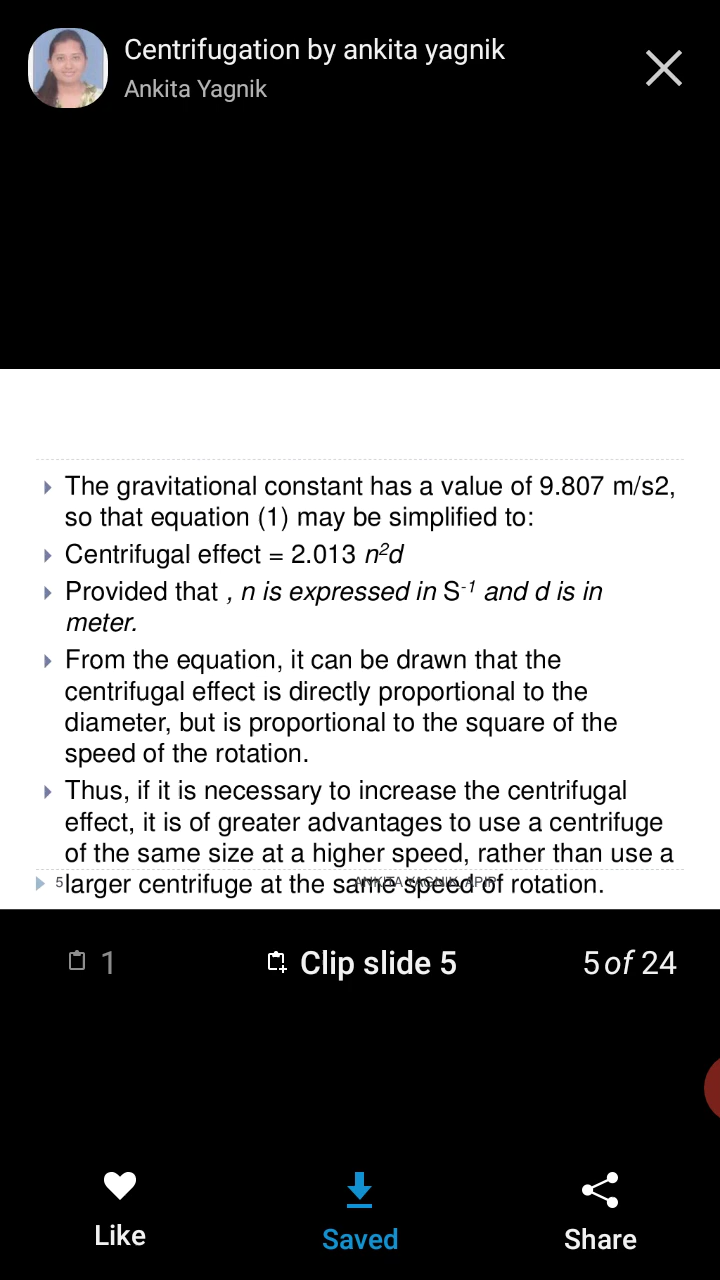 Centrifugation by ankita yagnik
Ankita Yagnik
The gravitational constant has a value of 9.807 m/s2,
so that equation (1) may be simplified to:
Centrifugal effect = 2.013 n²d
Provided that , n is expressed in S⁻¹ and d is in
meter.
From the equation, it can be drawn that the
centrifugal effect is directly proportional to the
diameter, but is proportional to the square of the
speed of the rotation.
Thus, if it is necessary to increase the centrifugal
effect, it is of greater advantages to use a centrifuge
of the same size at a higher speed, rather than use a
larger centrifuge at the same speed of rotation.
5 ANKITA YAGNIK, APIP
1 Clip slide 5 5 of 24
Like Saved Share